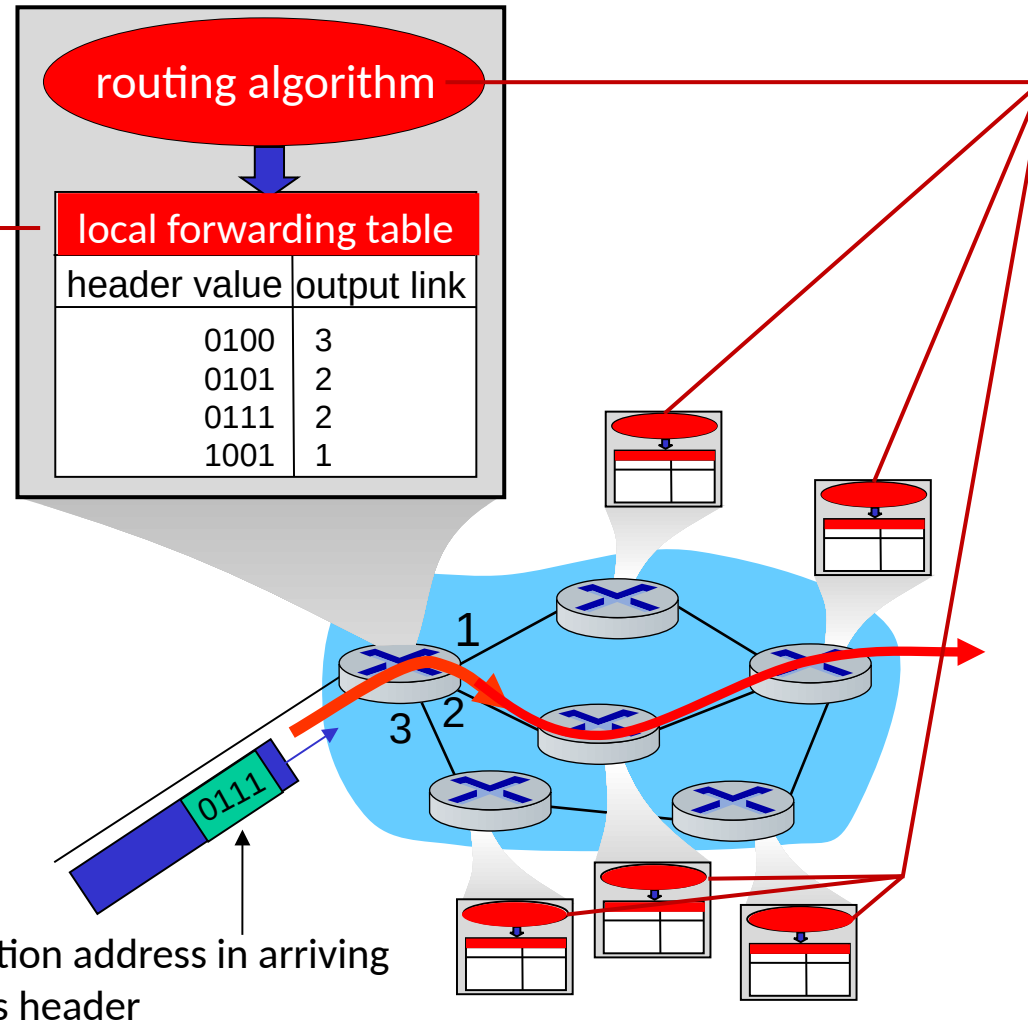 routing algorithm
local forwarding table
header value output link
0100 3
0101 2
0111 2
1001 1
1
2
3
0111
tion address in arriving
s header